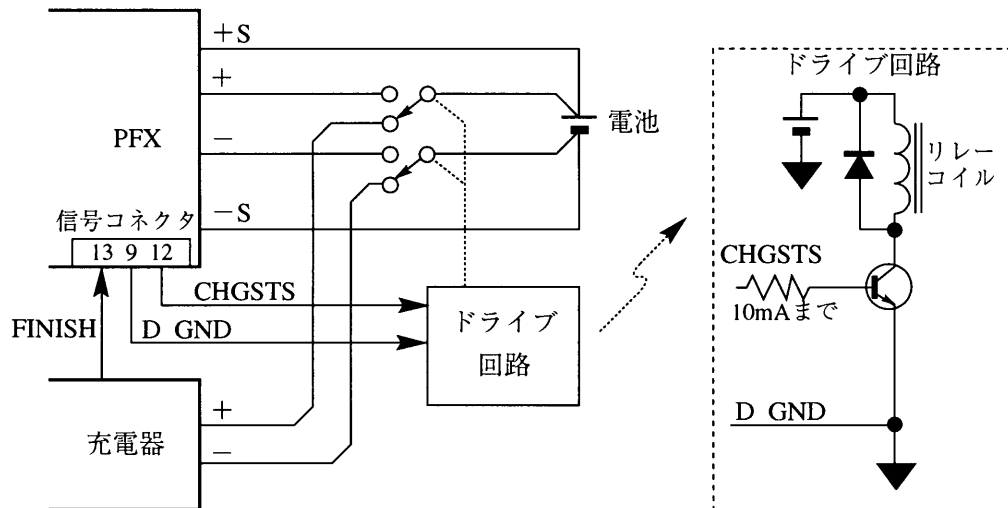 +S
+
PFX
−
−S
信号コネクタ
13 9 12
電池
CHGSTS
FINISH
D GND
ドライブ
回路
+
充電器
−
ドライブ回路
リレー
コイル
CHGSTS
10mAまで
D GND